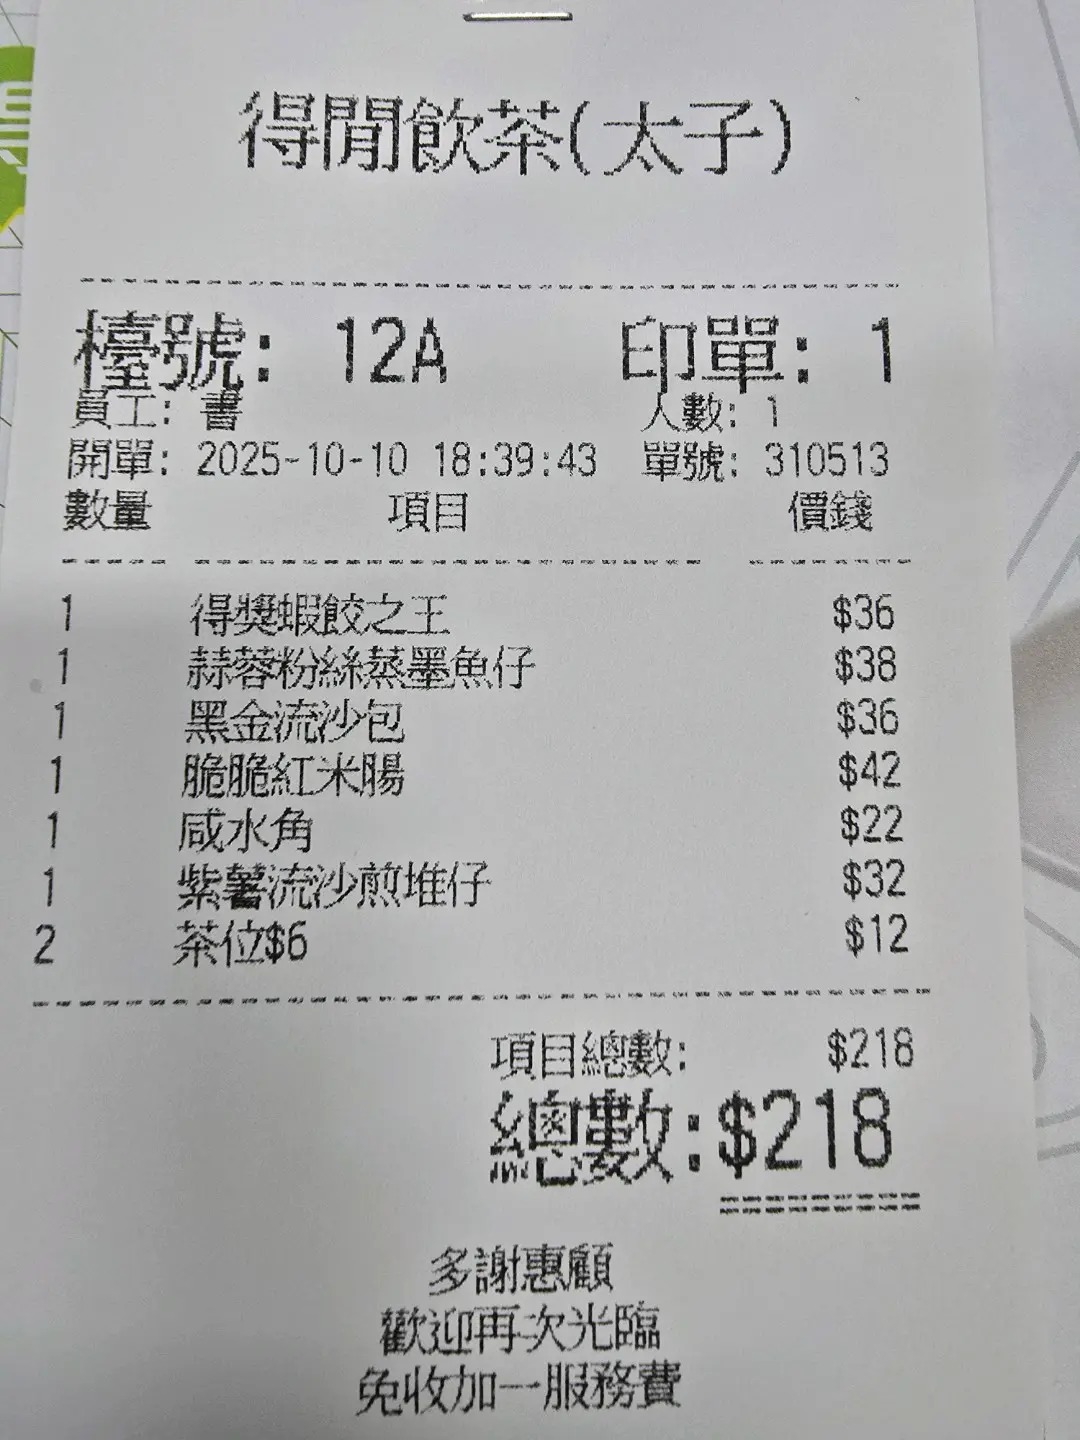 得閒飲茶(太子)
檯號: 12A 印單: 1
員工: 書 人數: 1
開單: 2025-10-10 18:39:43 單號: 310513
數量 項目 價錢
1 得獎蝦餃之王 $36
1 蒜蓉粉絲蒸墨魚仔 $38
1 黑金流沙包 $36
1 脆脆紅米腸 $42
1 咸水角 $22
1 紫薯流沙煎堆仔 $32
2 茶位$6 $12
項目總數: $218
總數:$218
多謝惠顧
歡迎再次光臨
免收加一服務費